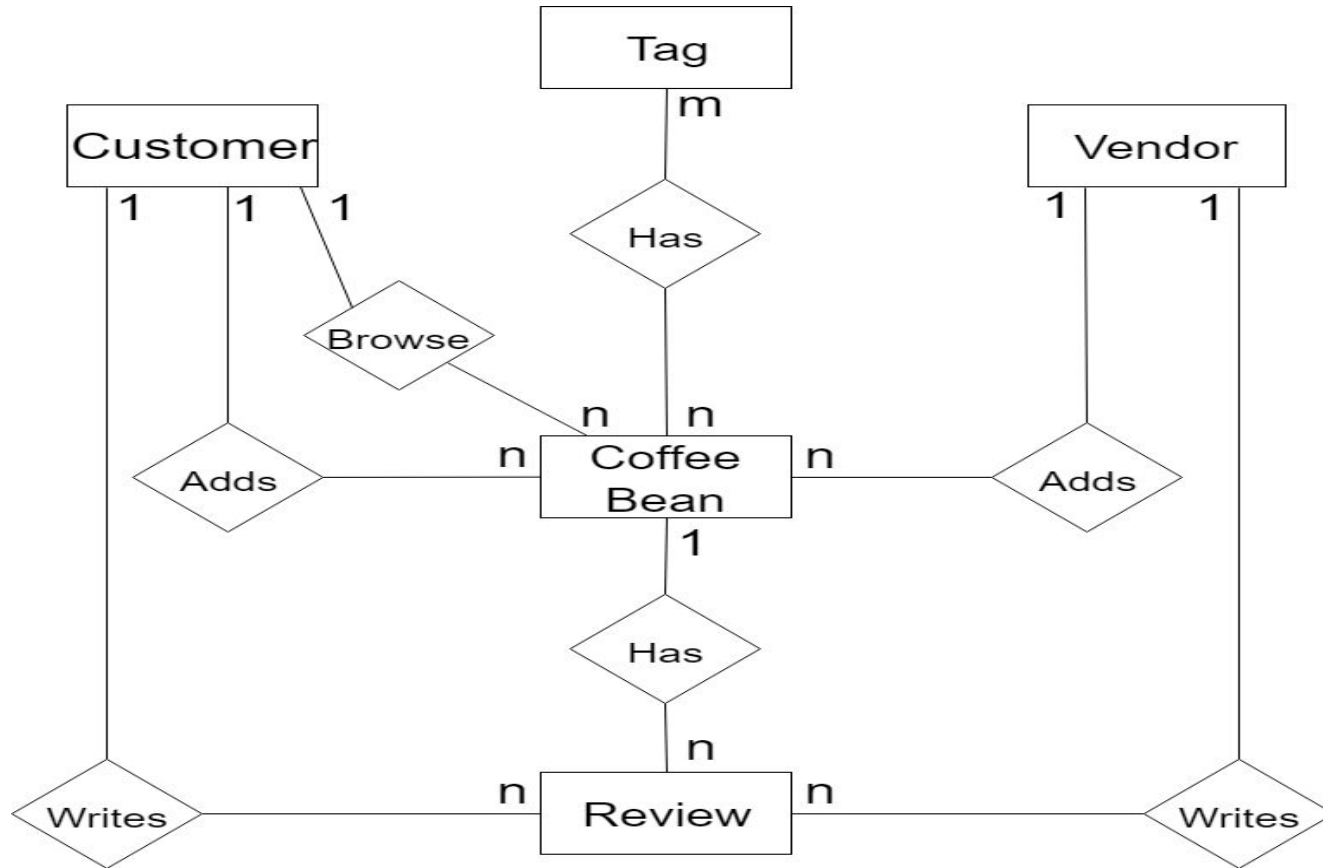 Tag
m
Customer
Vendor
1 1 1
1 1
Has
Browse
n n
n Coffee n
Bean
Adds
Adds
1
Has
n
n Review n
Writes
Writes